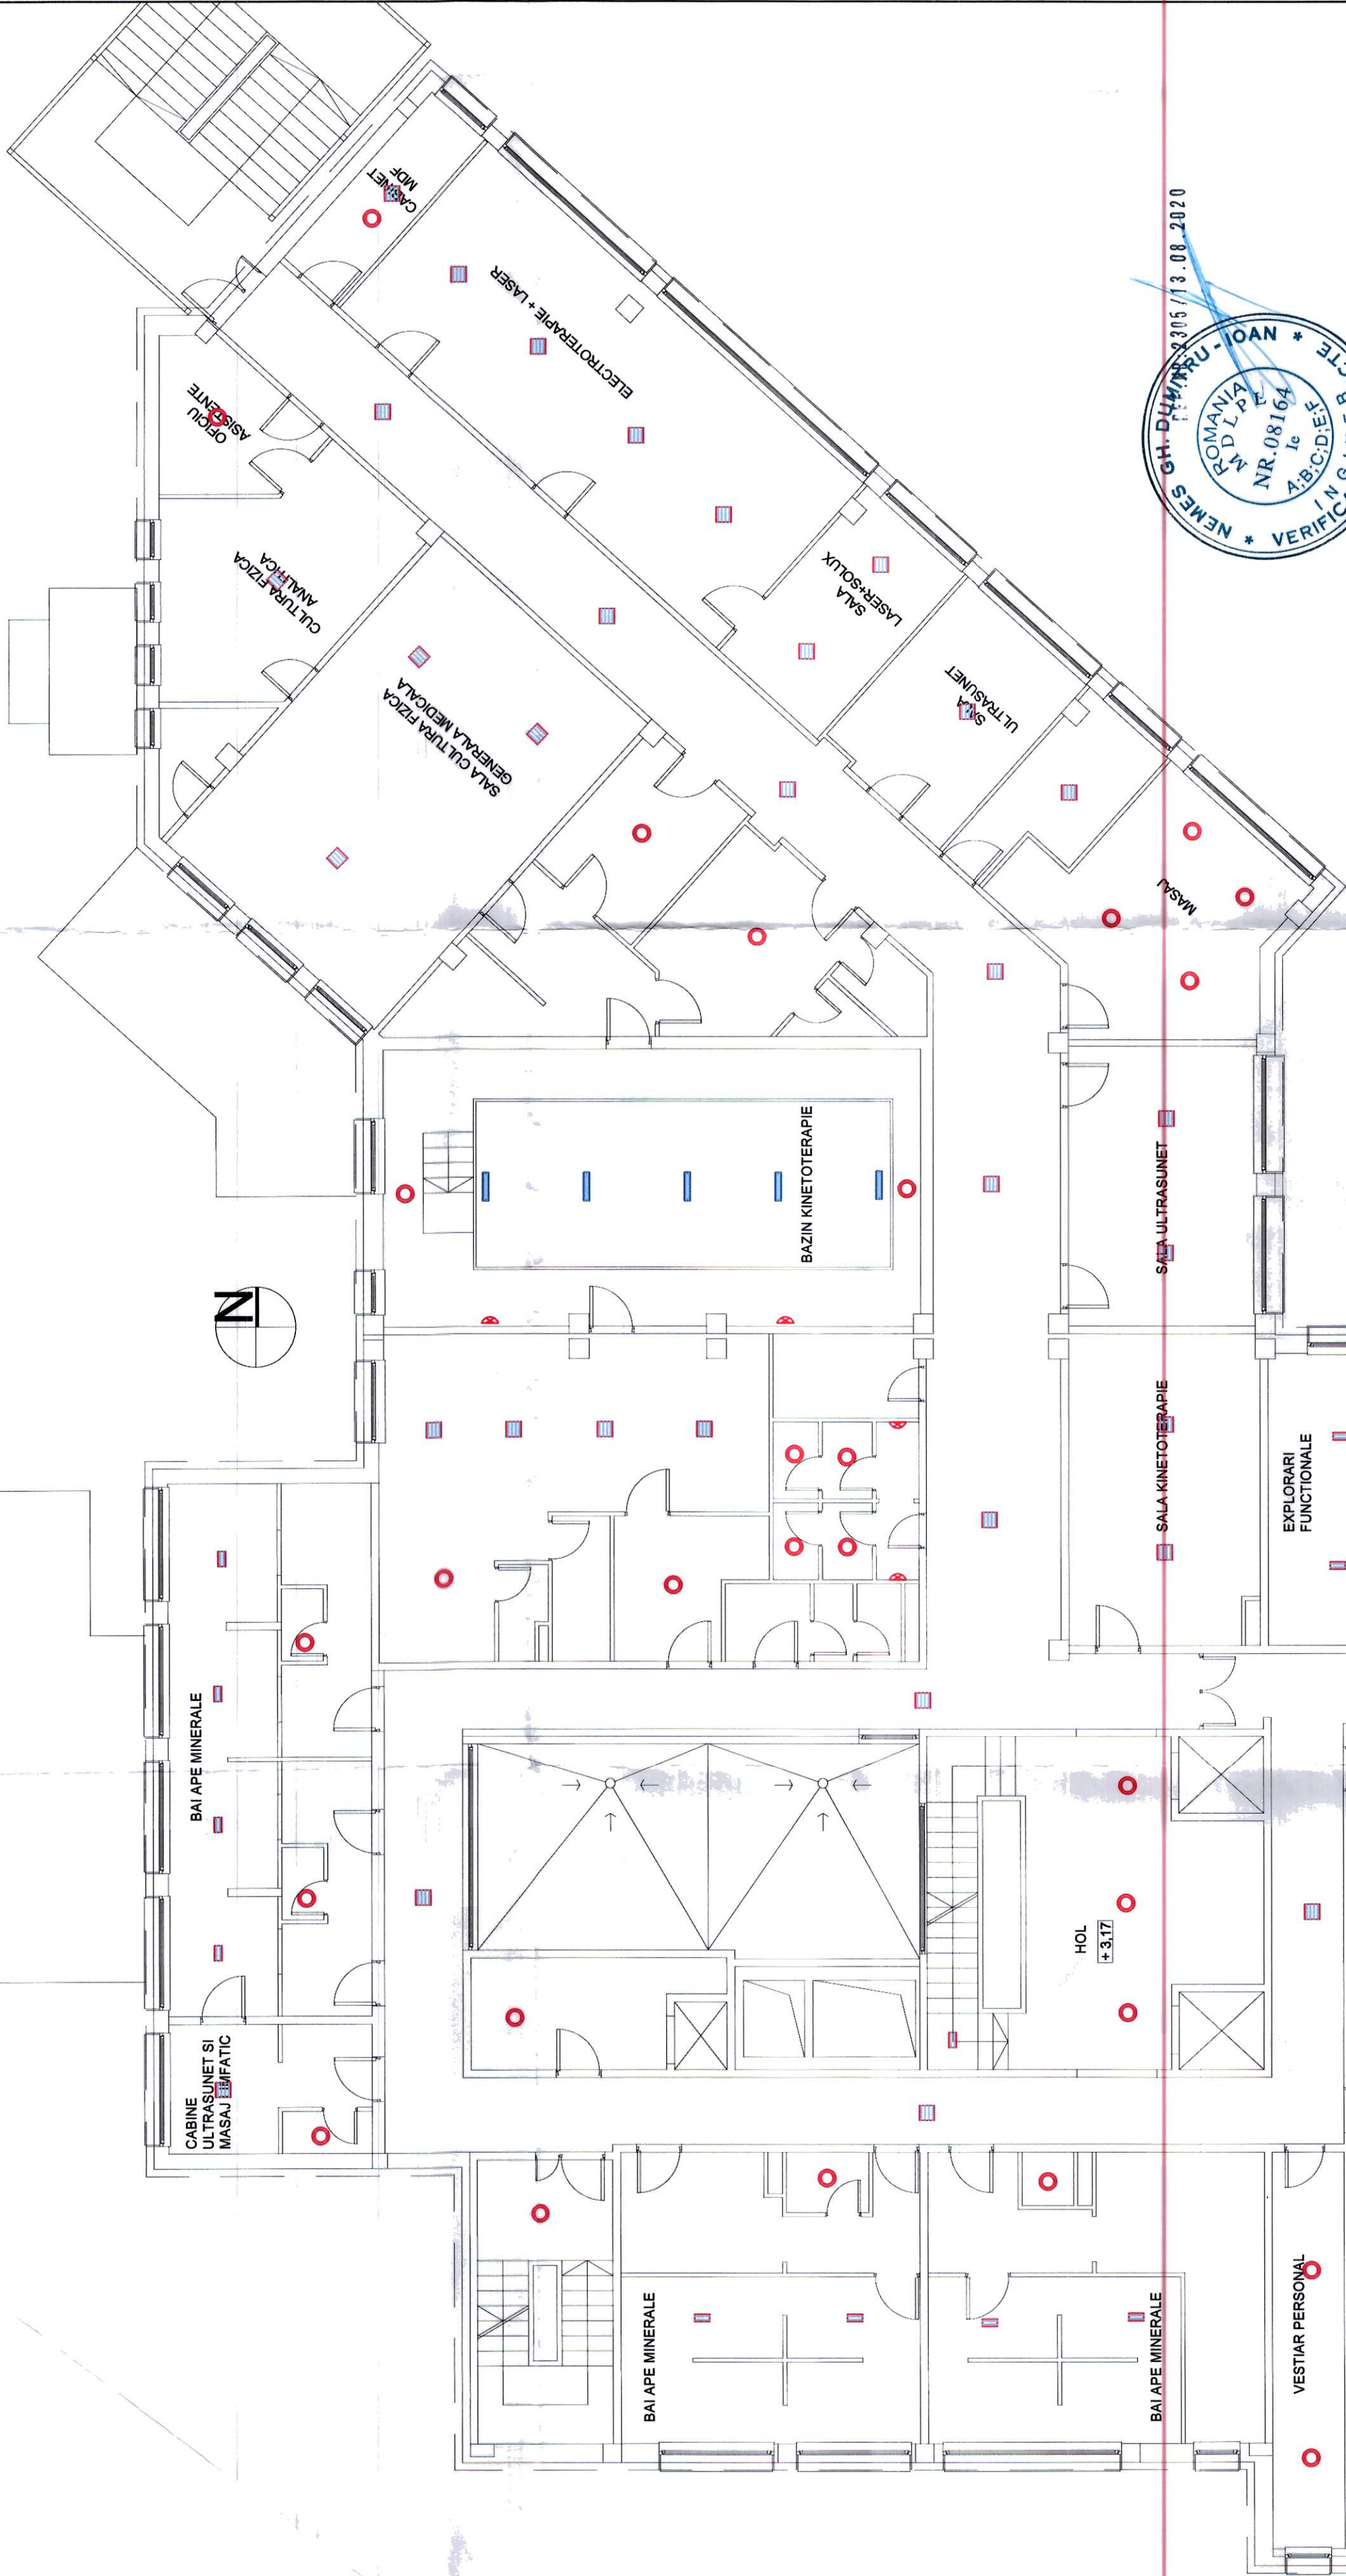 CABINET
MDF
ELECTROTERAPIE + LASER
OFICIU
ASISTENTE
CULTURA FIZICA
ANALITICA
SALA CULTURA FIZICA
GENERALA MEDICALA
SALA
LASER+SOLUX
SALA
ULTRASUNET
MASAJ
2305/13.08.2020
NEMES GH. DUMITRU - IOAN *
* VERIFIC
ROMANIA
M D L P L
NR.08164
Ie
A;B;C;D;E;F
BAZIN KINETOTERAPIE
SALA ULTRASUNET
N
SALA KINETOTERAPIE
EXPLORARI
FUNCTIONALE
BAI APE MINERALE
HOL
+ 3,17
CABINE
ULTRASUNET SI
MASAJ LIMFATIC
BAI APE MINERALE
BAI APE MINERALE
VESTIAR PERSONAL